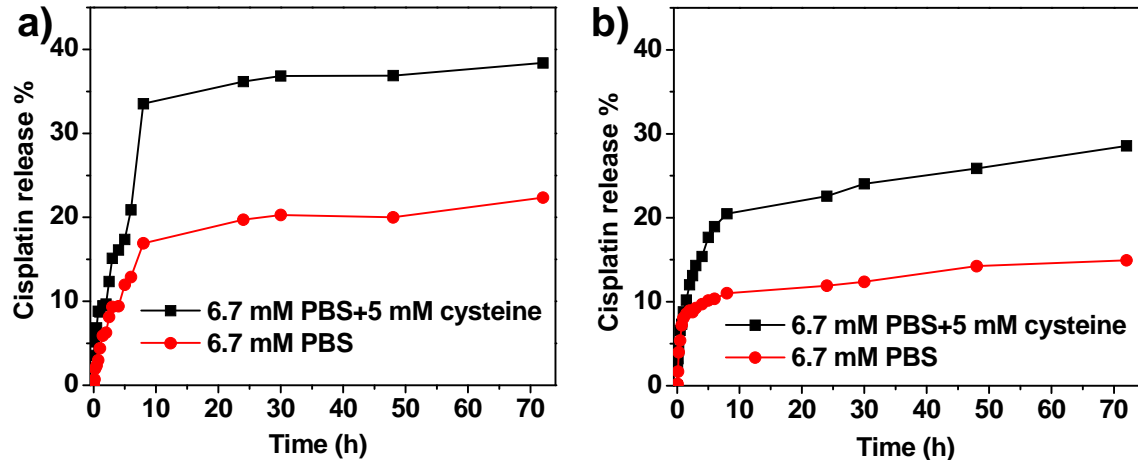 a)
Cisplatin release %
40
30
20
10
0
6.7 mM PBS+5 mM cysteine
6.7 mM PBS
0 10 20 30 40 50 60 70
Time (h)
b)
Cisplatin release %
40
30
20
10
0
6.7 mM PBS+5 mM cysteine
6.7 mM PBS
0 10 20 30 40 50 60 70
Time (h)